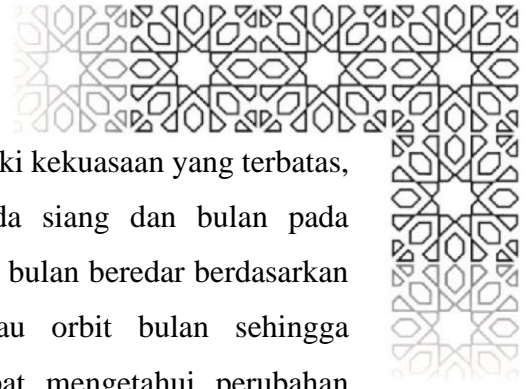 ki kekuasaan yang terbatas,
da siang dan bulan pada
bulan beredar berdasarkan
au orbit bulan sehingga
pat mengetahui perubahan